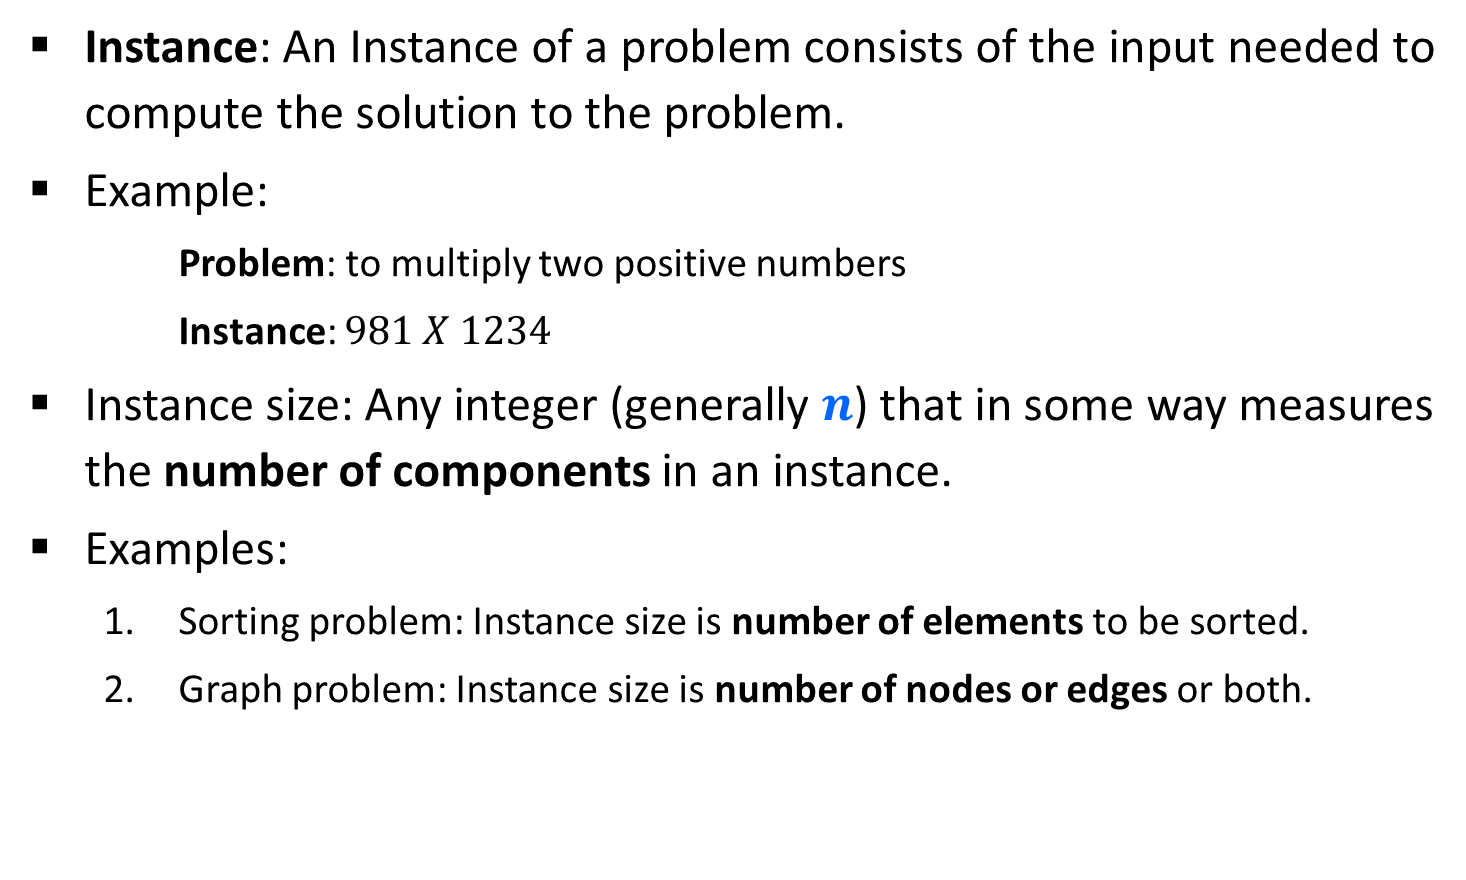 ▪ Instance: An Instance of a problem consists of the input needed to
compute the solution to the problem.
▪ Example:
Problem: to multiply two positive numbers
Instance: 981 X 1234
▪ Instance size: Any integer (generally n) that in some way measures
the number of components in an instance.
▪ Examples:
1. Sorting problem: Instance size is number of elements to be sorted.
2. Graph problem: Instance size is number of nodes or edges or both.